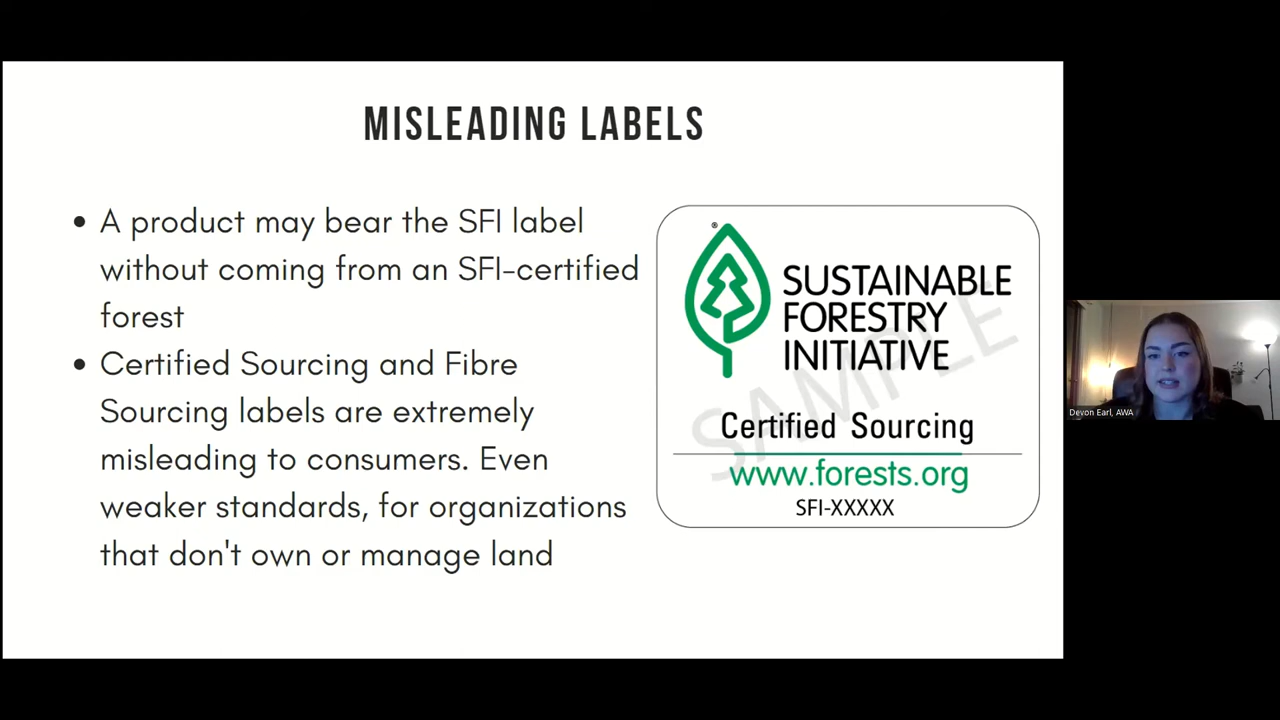 MISLEADING LABELS
• A product may bear the SFI label
without coming from an SFI-certified
forest
• Certified Sourcing and Fibre
Sourcing labels are extremely
misleading to consumers. Even
weaker standards, for organizations
that don't own or manage land
®
SUSTAINABLE
FORESTRY
INITIATIVE
SAMPLE
Certified Sourcing
www.forests.org
SFI-XXXXX
Devon Earl, AWA